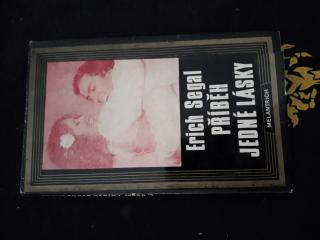 Erich Segal
PŘÍBĚH
JEDNÉ LÁSKY
MELANTRICH